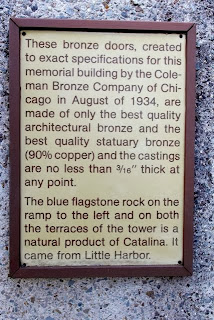 These bronze doors, created
to exact specifications for this
memorial building by the Cole-
man Bronze Company of Chi-
cago in August of 1934, are
made of only the best quality
architectural bronze and the
best quality statuary bronze
(90% copper) and the castings
are no less than 3/16" thick at
any point.
The blue flagstone rock on the
ramp to the left and on both
the terraces of the tower is a
natural product of Catalina. It
came from Little Harbor.